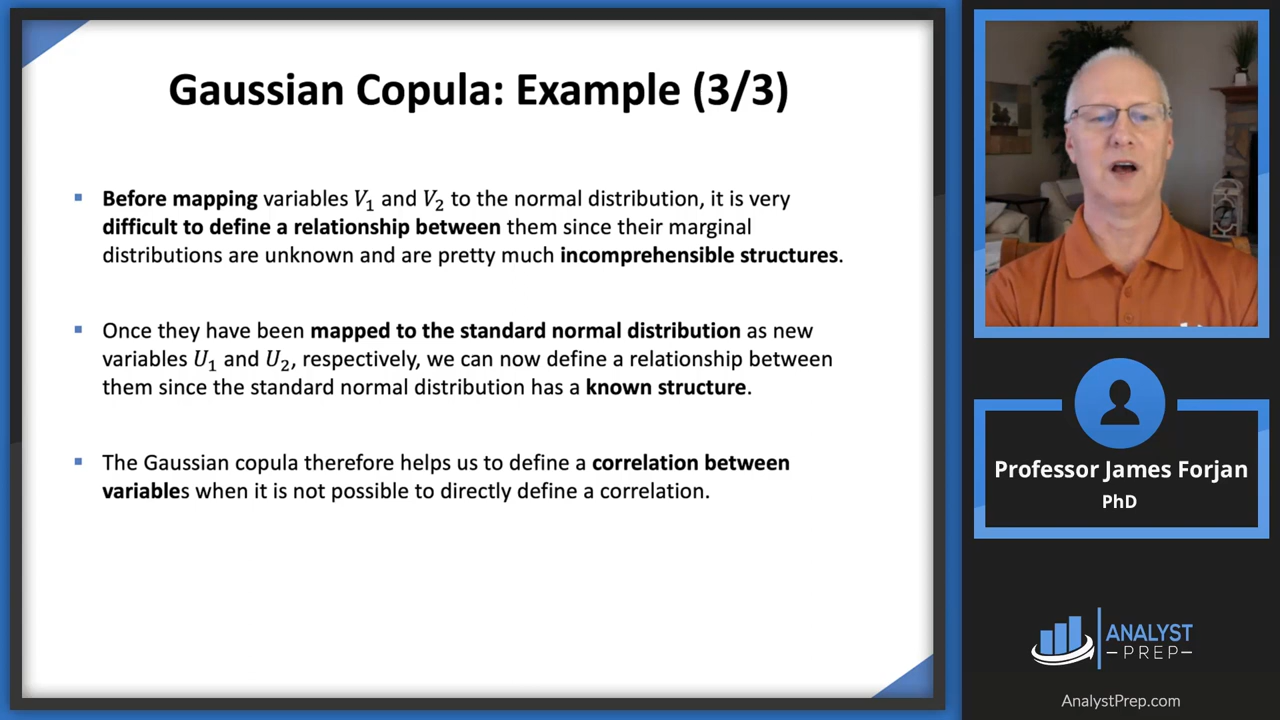 Gaussian Copula: Example (3/3)
▪ Before mapping variables V₁ and V₂ to the normal distribution, it is very
difficult to define a relationship between them since their marginal
distributions are unknown and are pretty much incomprehensible structures.
▪ Once they have been mapped to the standard normal distribution as new
variables U₁ and U₂, respectively, we can now define a relationship between
them since the standard normal distribution has a known structure.
▪ The Gaussian copula therefore helps us to define a correlation between
variables when it is not possible to directly define a correlation.
Professor James Forjan
PhD
ANALYST
PREP
AnalystPrep.com